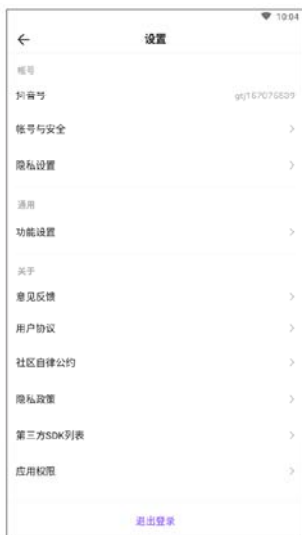 10:04
设置
帐号
抖音号
帐号与安全
隐私设置
通用
功能设置
关于
意见反馈
用户协议
社区自律公约
隐私政策
第三方SDK列表
应用权限
退出登录